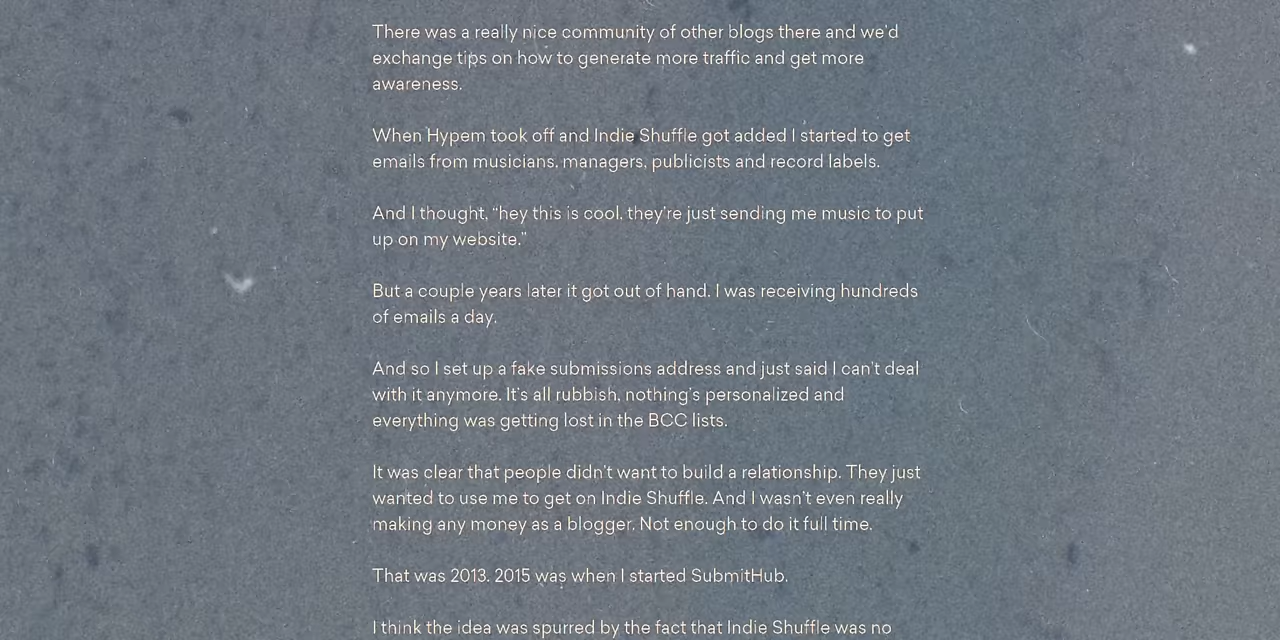 There was a really nice community of other blogs there and we'd
exchange tips on how to generate more traffic and get more
awareness.
When Hypem took off and Indie Shuffle got added I started to get
emails from musicians, managers, publicists and record labels.
And I thought, “hey this is cool, they’re just sending me music to put
up on my website.”
But a couple years later it got out of hand. I was receiving hundreds
of emails a day.
And so I set up a fake submissions address and just said I can’t deal
with it anymore. It’s all rubbish, nothing’s personalized and
everything was getting lost in the BCC lists.
It was clear that people didn’t want to build a relationship. They just
wanted to use me to get on Indie Shuffle. And I wasn’t even really
making any money as a blogger. Not enough to do it full time.
That was 2013. 2015 was when I started SubmitHub.
I think the idea was spurred by the fact that Indie Shuffle was no